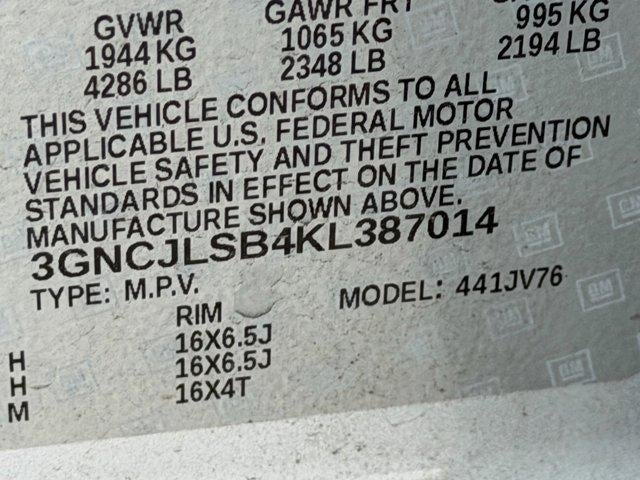 GVWR GAWR FRT
1944 KG 1065 KG 995 KG
4286 LB 2348 LB 2194 LB
THIS VEHICLE CONFORMS TO ALL
APPLICABLE U.S. FEDERAL MOTOR
VEHICLE SAFETY AND THEFT PREVENTION
STANDARDS IN EFFECT ON THE DATE OF
MANUFACTURE SHOWN ABOVE.
3GNCJLSB4KL387014
TYPE: M.P.V. MODEL: 441JV76
RIM
H 16X6.5J
H 16X6.5J
M 16X4T